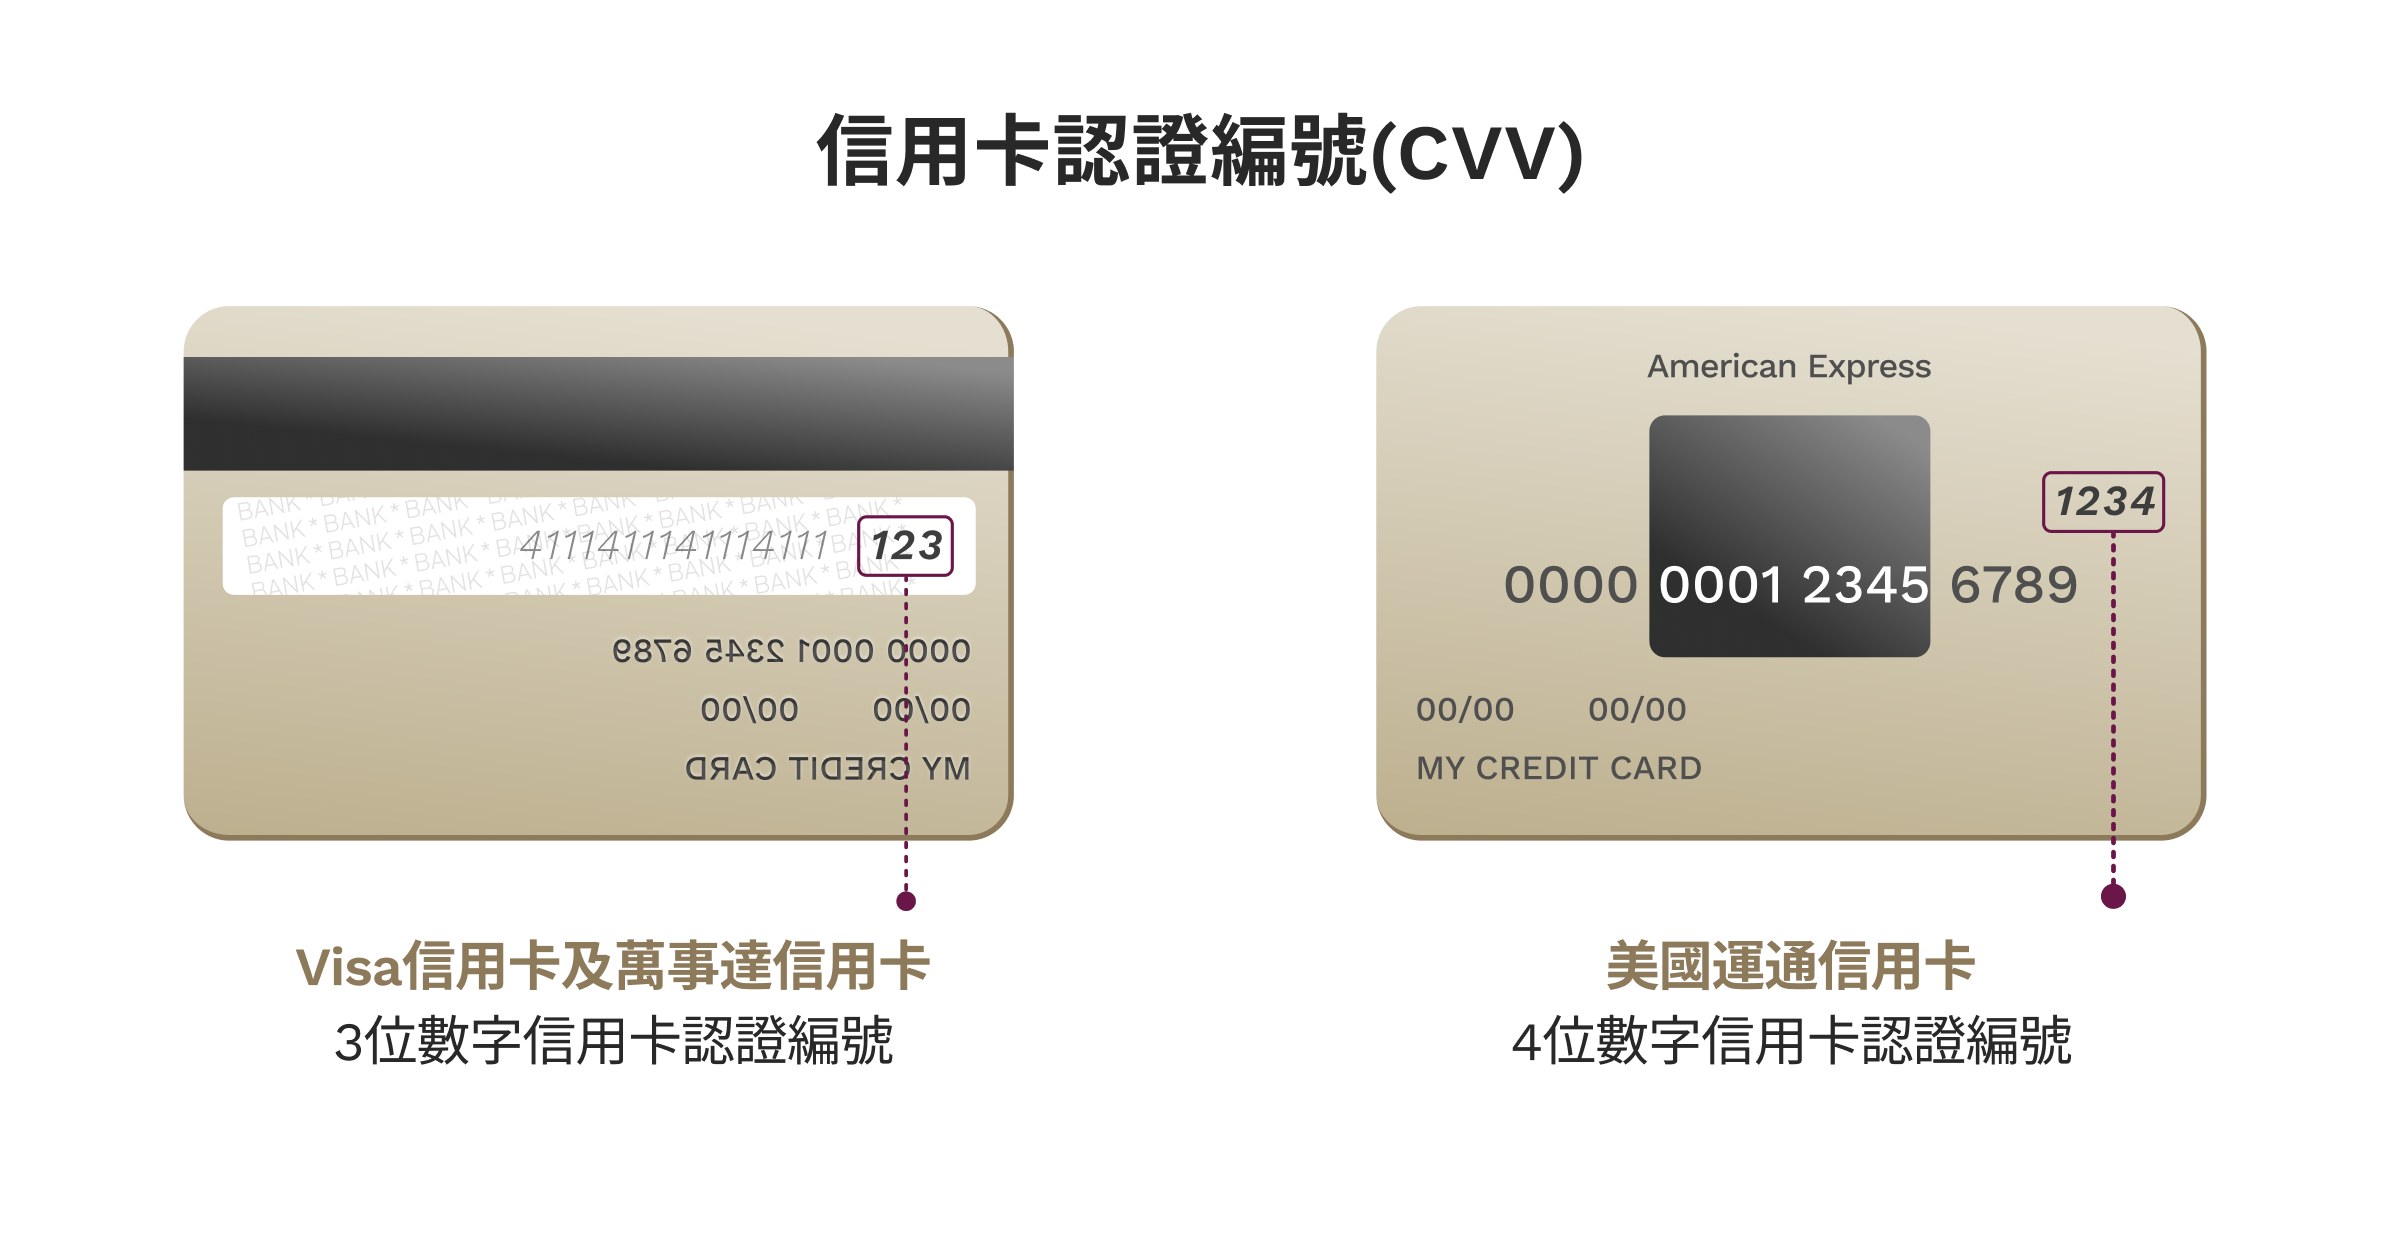 信用卡認證編號(CVV)
BANK * BANK * BANK * BANK * BANK * BANK * BANK * BANK *
4111411141114111 123
0000 0001 2345 6789
00/00 00/00
MY CREDIT CARD
Visa信用卡及萬事達信用卡
3位數字信用卡認證編號
American Express
1234
0000 0001 2345 6789
00/00 00/00
MY CREDIT CARD
美國運通信用卡
4位數字信用卡認證編號